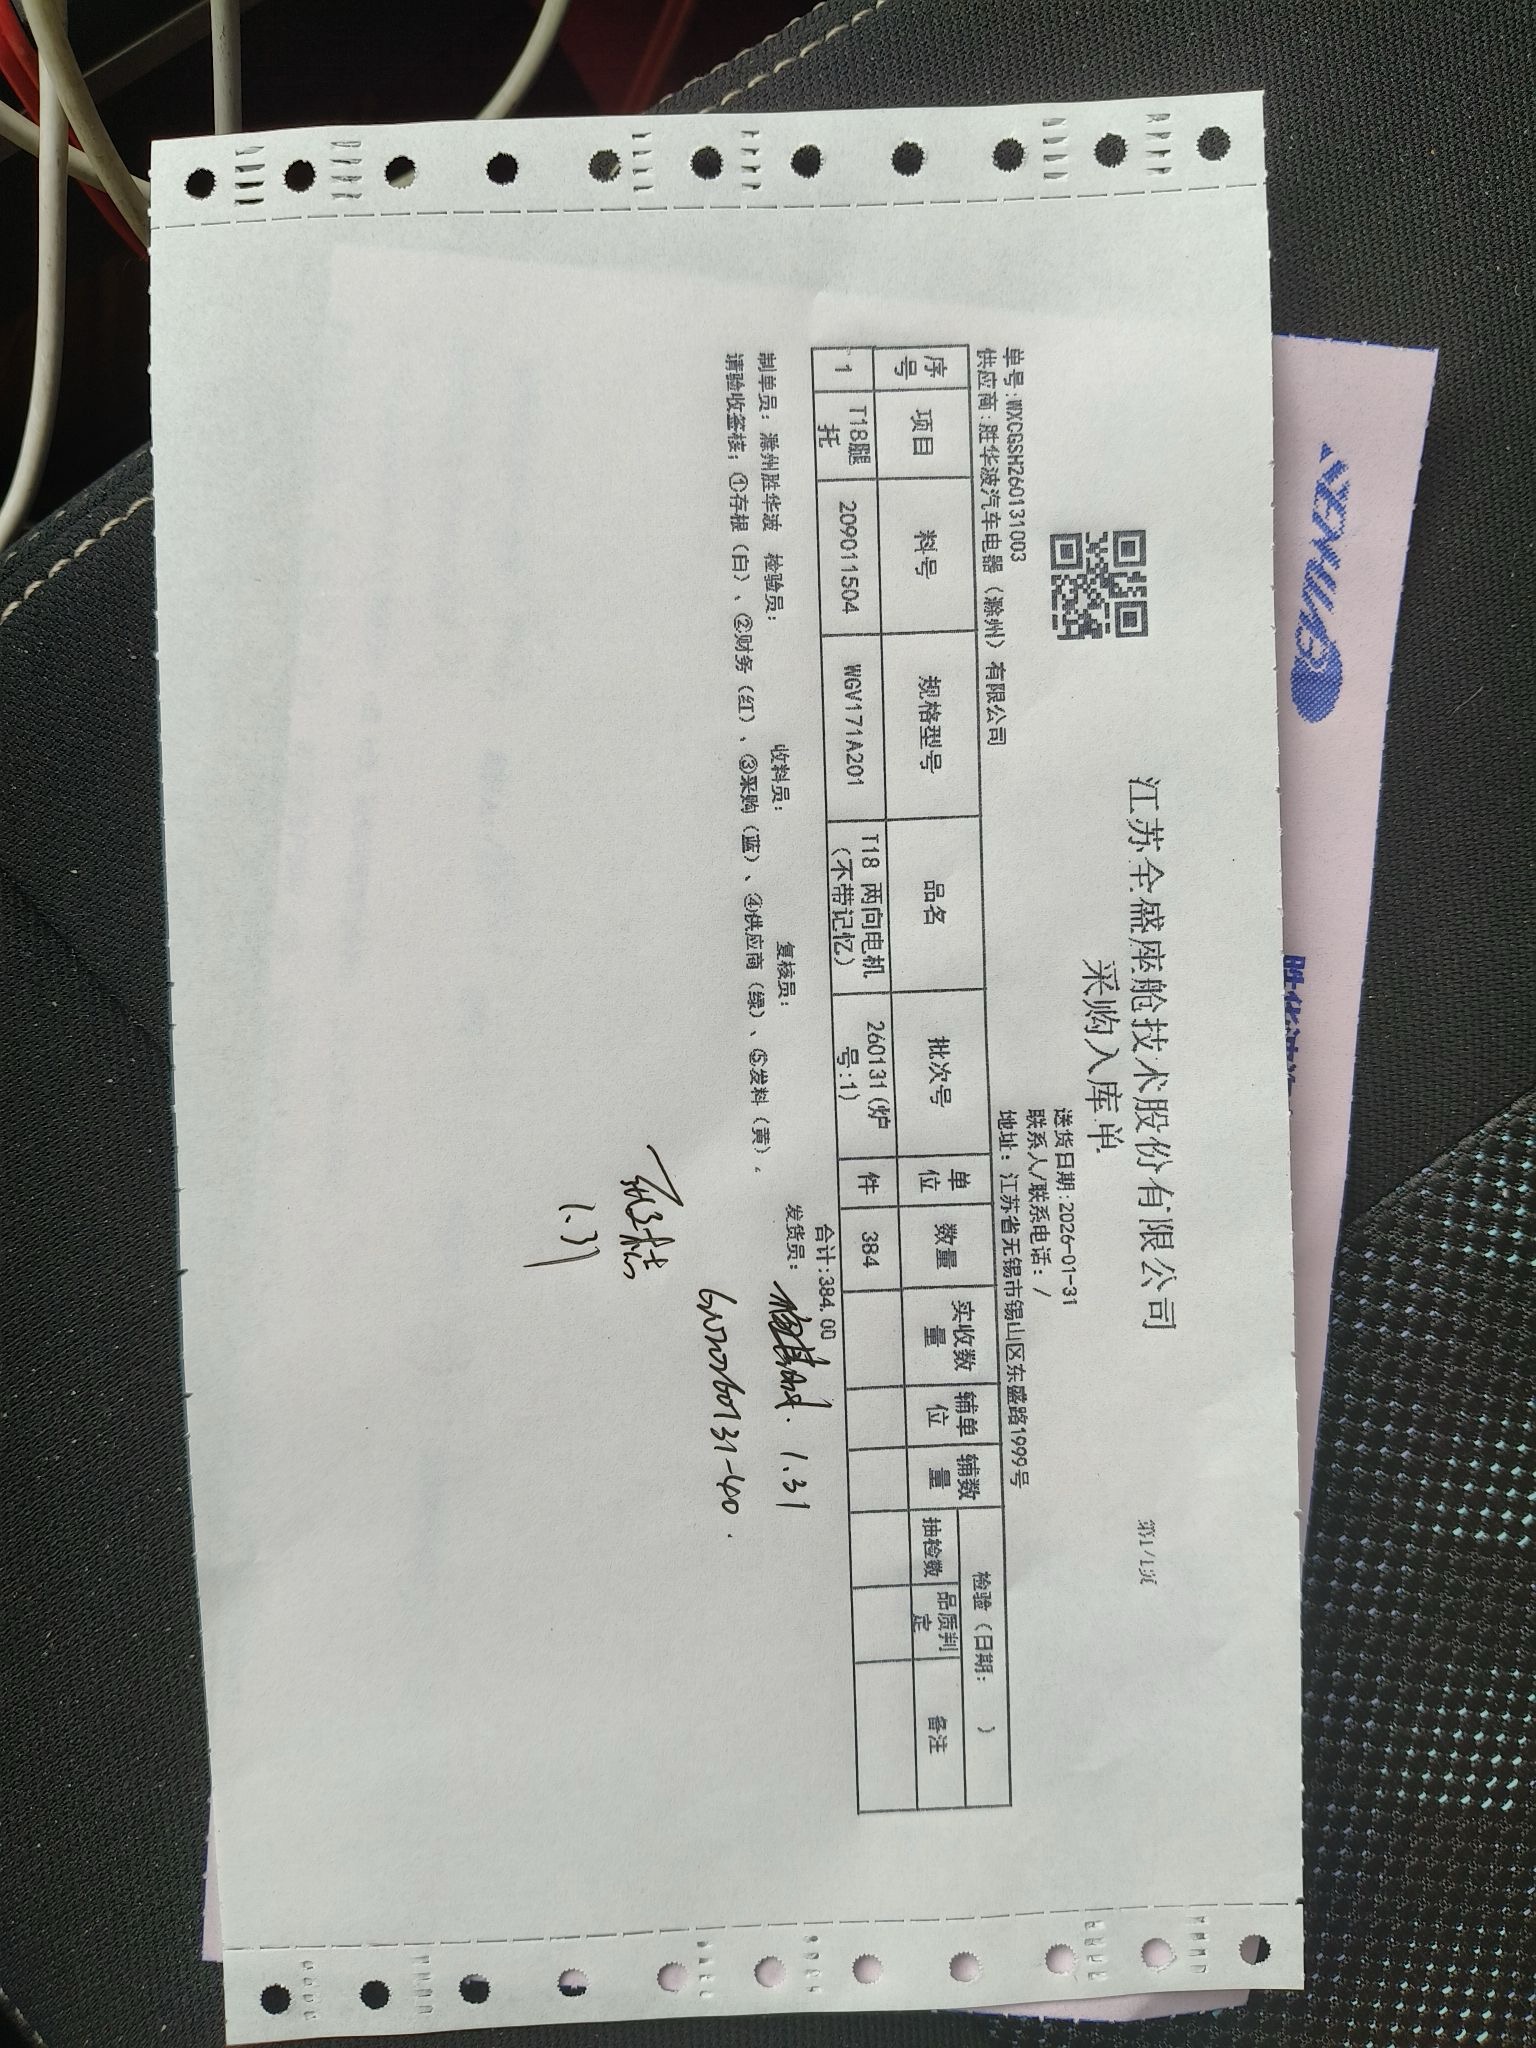 江苏全盛座舱技术股份有限公司
采购入库单
第1/1页
送货日期:2026-01-31
联系人/联系电话: /
单号:WXCGSH260131003
地址: 江苏省无锡市锡山区东盛路1999号
供应商:胜华波汽车电器（滁州）有限公司
序号 项目 料号 规格型号 品名 批次号 单位 数量 实收数量 辅单位 辅数量 检验（日期: ）
抽检数 品质判定 备注
1 T18腿托 209011504 WGV171A201 T18 两向电机(不带记忆) 260131(炉号:1) 件 384
合计:384.00
制单员: 滁州胜华波 检验员: 收料员: 复核员: 发货员: 1.31
请验收签核; ①存根（白）、②财务（红）、③采购（蓝）、④供应商（绿）、⑤发料（黄）。
1.31